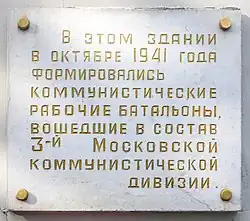 В ЭТОМ ЗДАНИИ
В ОКТЯБРЕ 1941 ГОДА
ФОРМИРОВАЛИСЬ
КОММУНИСТИЧЕСКИЕ
РАБОЧИЕ БАТАЛЬОНЫ,
ВОШЕДШИЕ В СОСТАВ
3-Й МОСКОВСКОЙ
КОММУНИСТИЧЕСКОЙ
ДИВИЗИИ.